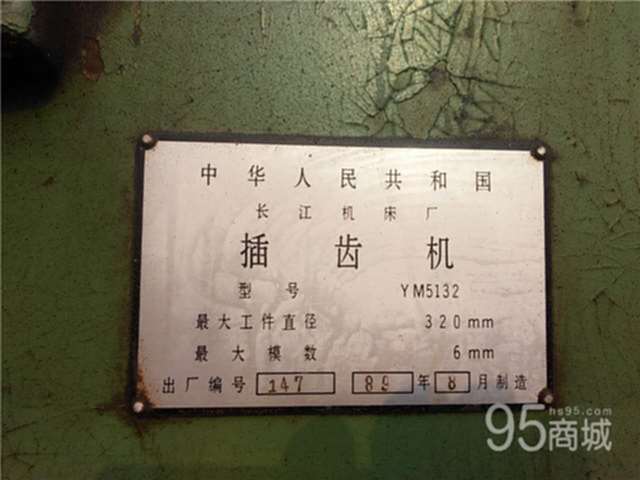 中华人民共和国
长江机床厂
插齿机
型号 YM5132
最大工件直径 320mm
最大模数 6mm
出厂编号 147 89 年 8 月制造
hs95.com
95商城